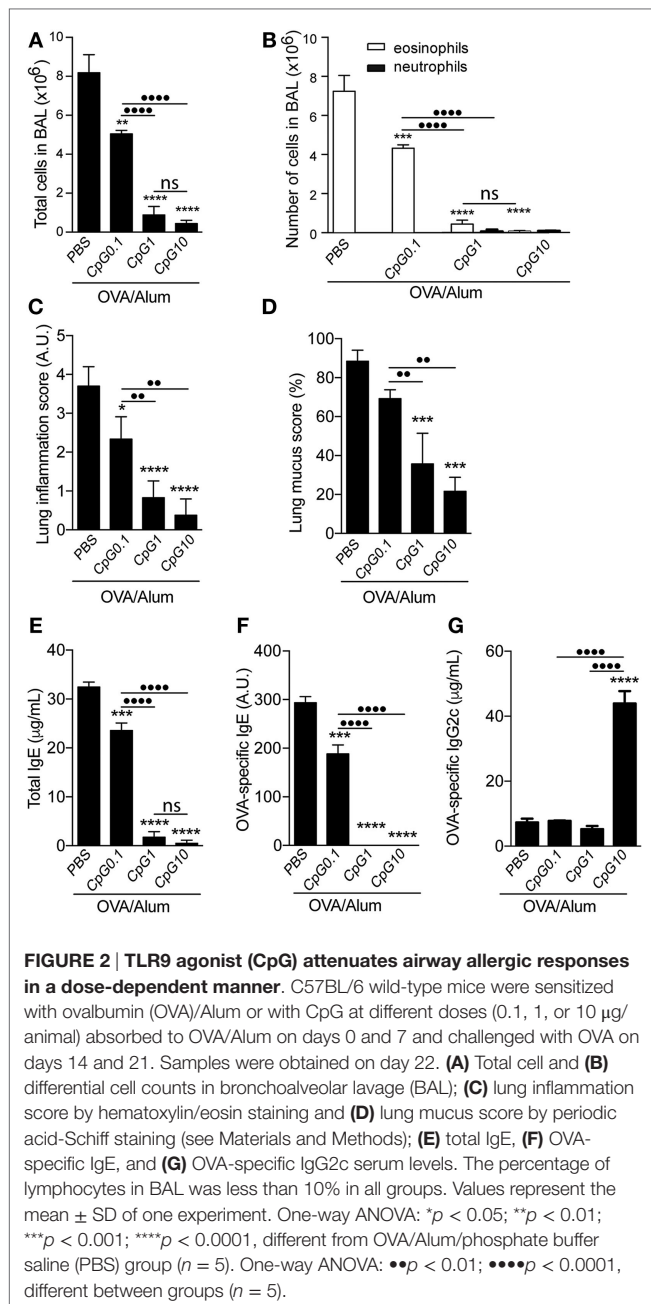 A
Total cells in BAL (x10⁶)
10
8
6
4
2
0
••••
••••
**
ns
****
****
PBS
CpG0.1
CpG1
CpG10
OVA/Alum
B
eosinophils
neutrophils
Number of cells in BAL (x10⁶)
10
8
6
4
2
0
••••
••••
***
ns
****
****
PBS
CpG0.1
CpG1
CpG10
OVA/Alum
C
Lung inflammation score (A.U.)
5
4
3
2
1
0
••
••
*
****
****
PBS
CpG0.1
CpG1
CpG10
OVA/Alum
D
Lung mucus score (%)
100
80
60
40
20
0
••
••
***
***
PBS
CpG0.1
CpG1
CpG10
OVA/Alum
E
Total IgE (µg/mL)
40
30
20
10
0
••••
••••
***
ns
****
****
PBS
CpG0.1
CpG1
CpG10
OVA/Alum
F
OVA-specific IgE (A.U.)
400
300
200
100
0
••••
••••
***
****
****
PBS
CpG0.1
CpG1
CpG10
OVA/Alum
G
OVA-specific IgG2c (µg/mL)
60
40
20
0
••••
••••
****
PBS
CpG0.1
CpG1
CpG10
OVA/Alum
FIGURE 2 | TLR9 agonist (CpG) attenuates airway allergic responses
in a dose-dependent manner. C57BL/6 wild-type mice were sensitized
with ovalbumin (OVA)/Alum or with CpG at different doses (0.1, 1, or 10 µg/
animal) absorbed to OVA/Alum on days 0 and 7 and challenged with OVA on
days 14 and 21. Samples were obtained on day 22. (A) Total cell and (B)
differential cell counts in bronchoalveolar lavage (BAL); (C) lung inflammation
score by hematoxylin/eosin staining and (D) lung mucus score by periodic
acid-Schiff staining (see Materials and Methods); (E) total IgE, (F) OVA-
specific IgE, and (G) OVA-specific IgG2c serum levels. The percentage of
lymphocytes in BAL was less than 10% in all groups. Values represent the
mean ± SD of one experiment. One-way ANOVA: *p < 0.05; **p < 0.01;
***p < 0.001; ****p < 0.0001, different from OVA/Alum/phosphate buffer
saline (PBS) group (n = 5). One-way ANOVA: ••p < 0.01; ••••p < 0.0001,
different between groups (n = 5).